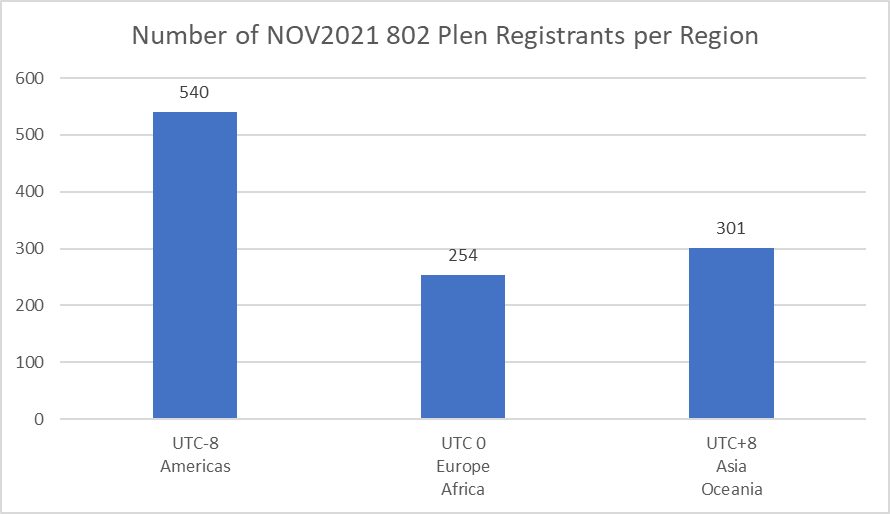 Number of NOV2021 802 Plen Registrants per Region
600
500
400
300
200
100
0
540
254
301
UTC-8
Americas
UTC 0
Europe
Africa
UTC+8
Asia
Oceania